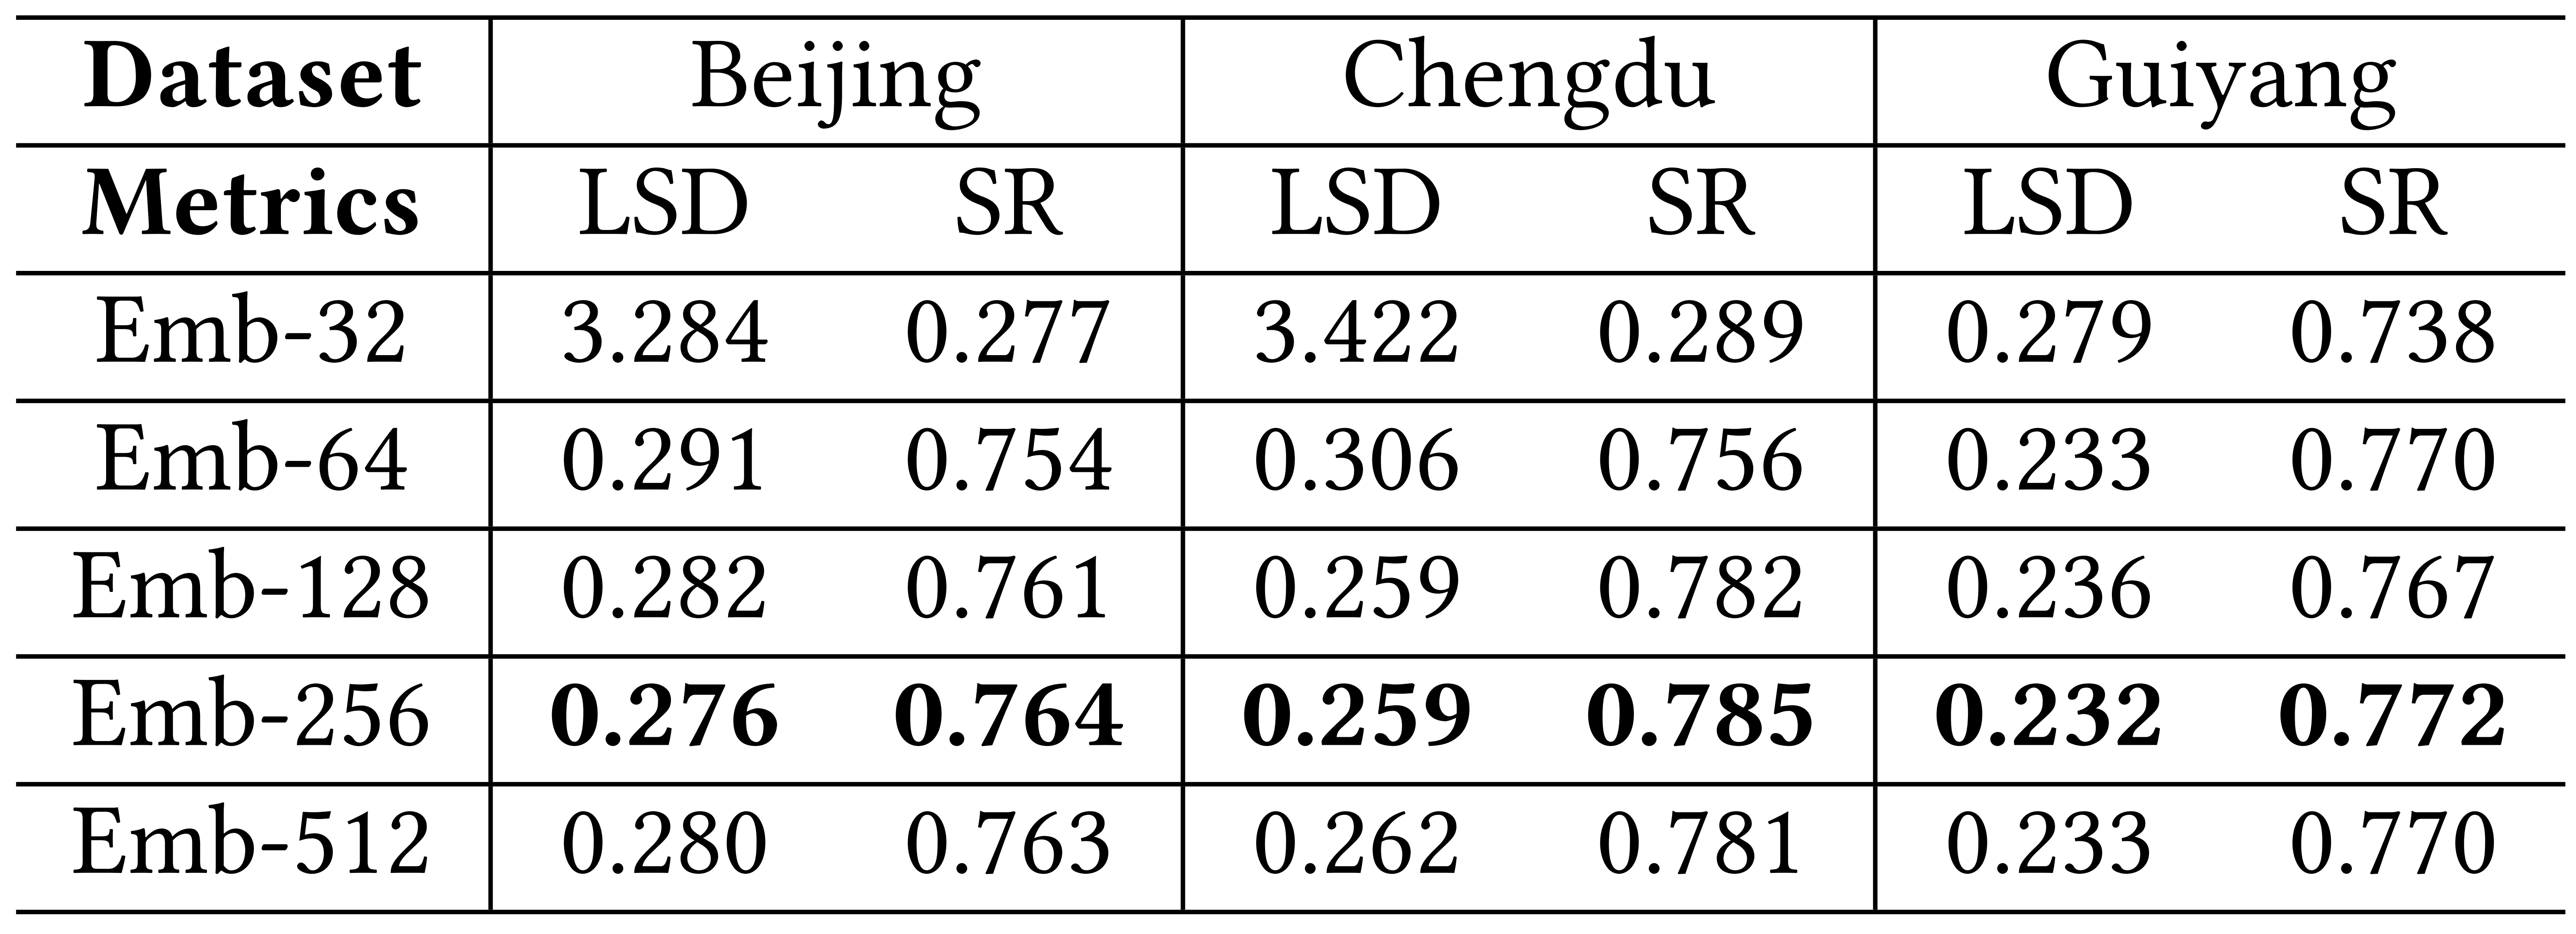 Dataset Beijing Chengdu Guiyang
Metrics LSD SR LSD SR LSD SR
Emb-32 3.284 0.277 3.422 0.289 0.279 0.738
Emb-64 0.291 0.754 0.306 0.756 0.233 0.770
Emb-128 0.282 0.761 0.259 0.782 0.236 0.767
Emb-256 0.276 0.764 0.259 0.785 0.232 0.772
Emb-512 0.280 0.763 0.262 0.781 0.233 0.770